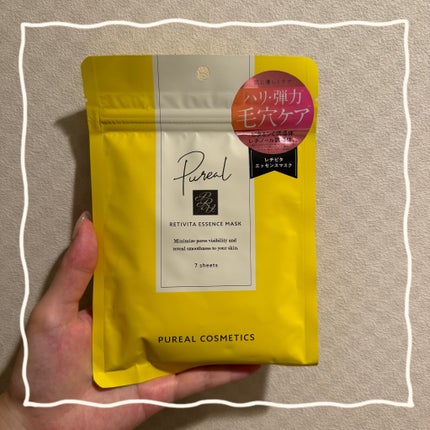 ハリ・弾力
毛穴ケア
レチビタ
エッセンスマスク
Pureal
RETIVITA ESSENCE MASK
Minimize pores visibility and
reveal smoothness to your skin
7 sheets
PUREAL COSMETICS